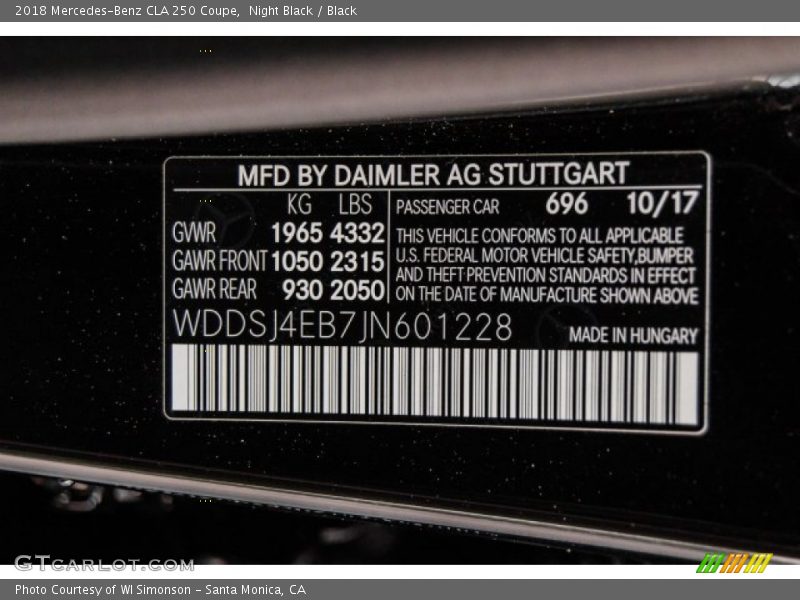 2018 Mercedes-Benz CLA 250 Coupe,  Night Black / Black
MFD BY DAIMLER AG STUTTGART
KG LBS
GVWR 1965 4332
GAWR FRONT 1050 2315
GAWR REAR 930 2050
PASSENGER CAR 696 10/17
THIS VEHICLE CONFORMS TO ALL APPLICABLE
U.S. FEDERAL MOTOR VEHICLE SAFETY,BUMPER
AND THEFT PREVENTION STANDARDS IN EFFECT
ON THE DATE OF MANUFACTURE SHOWN ABOVE
WDDSJ4EB7JN601228
MADE IN HUNGARY
GTCARLOT.COM
Photo Courtesy of WI Simonson - Santa Monica, CA